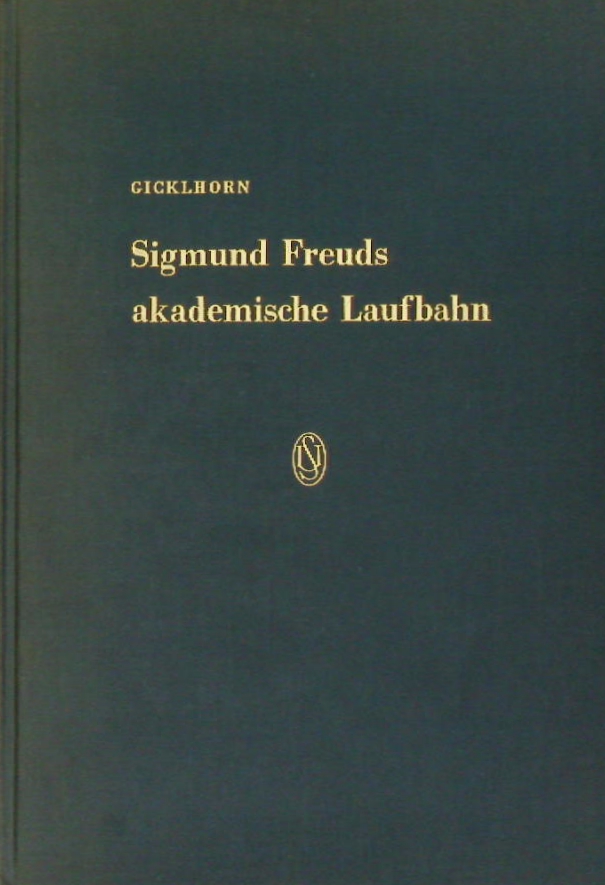 GICKLHORN
Sigmund Freuds
akademische Laufbahn